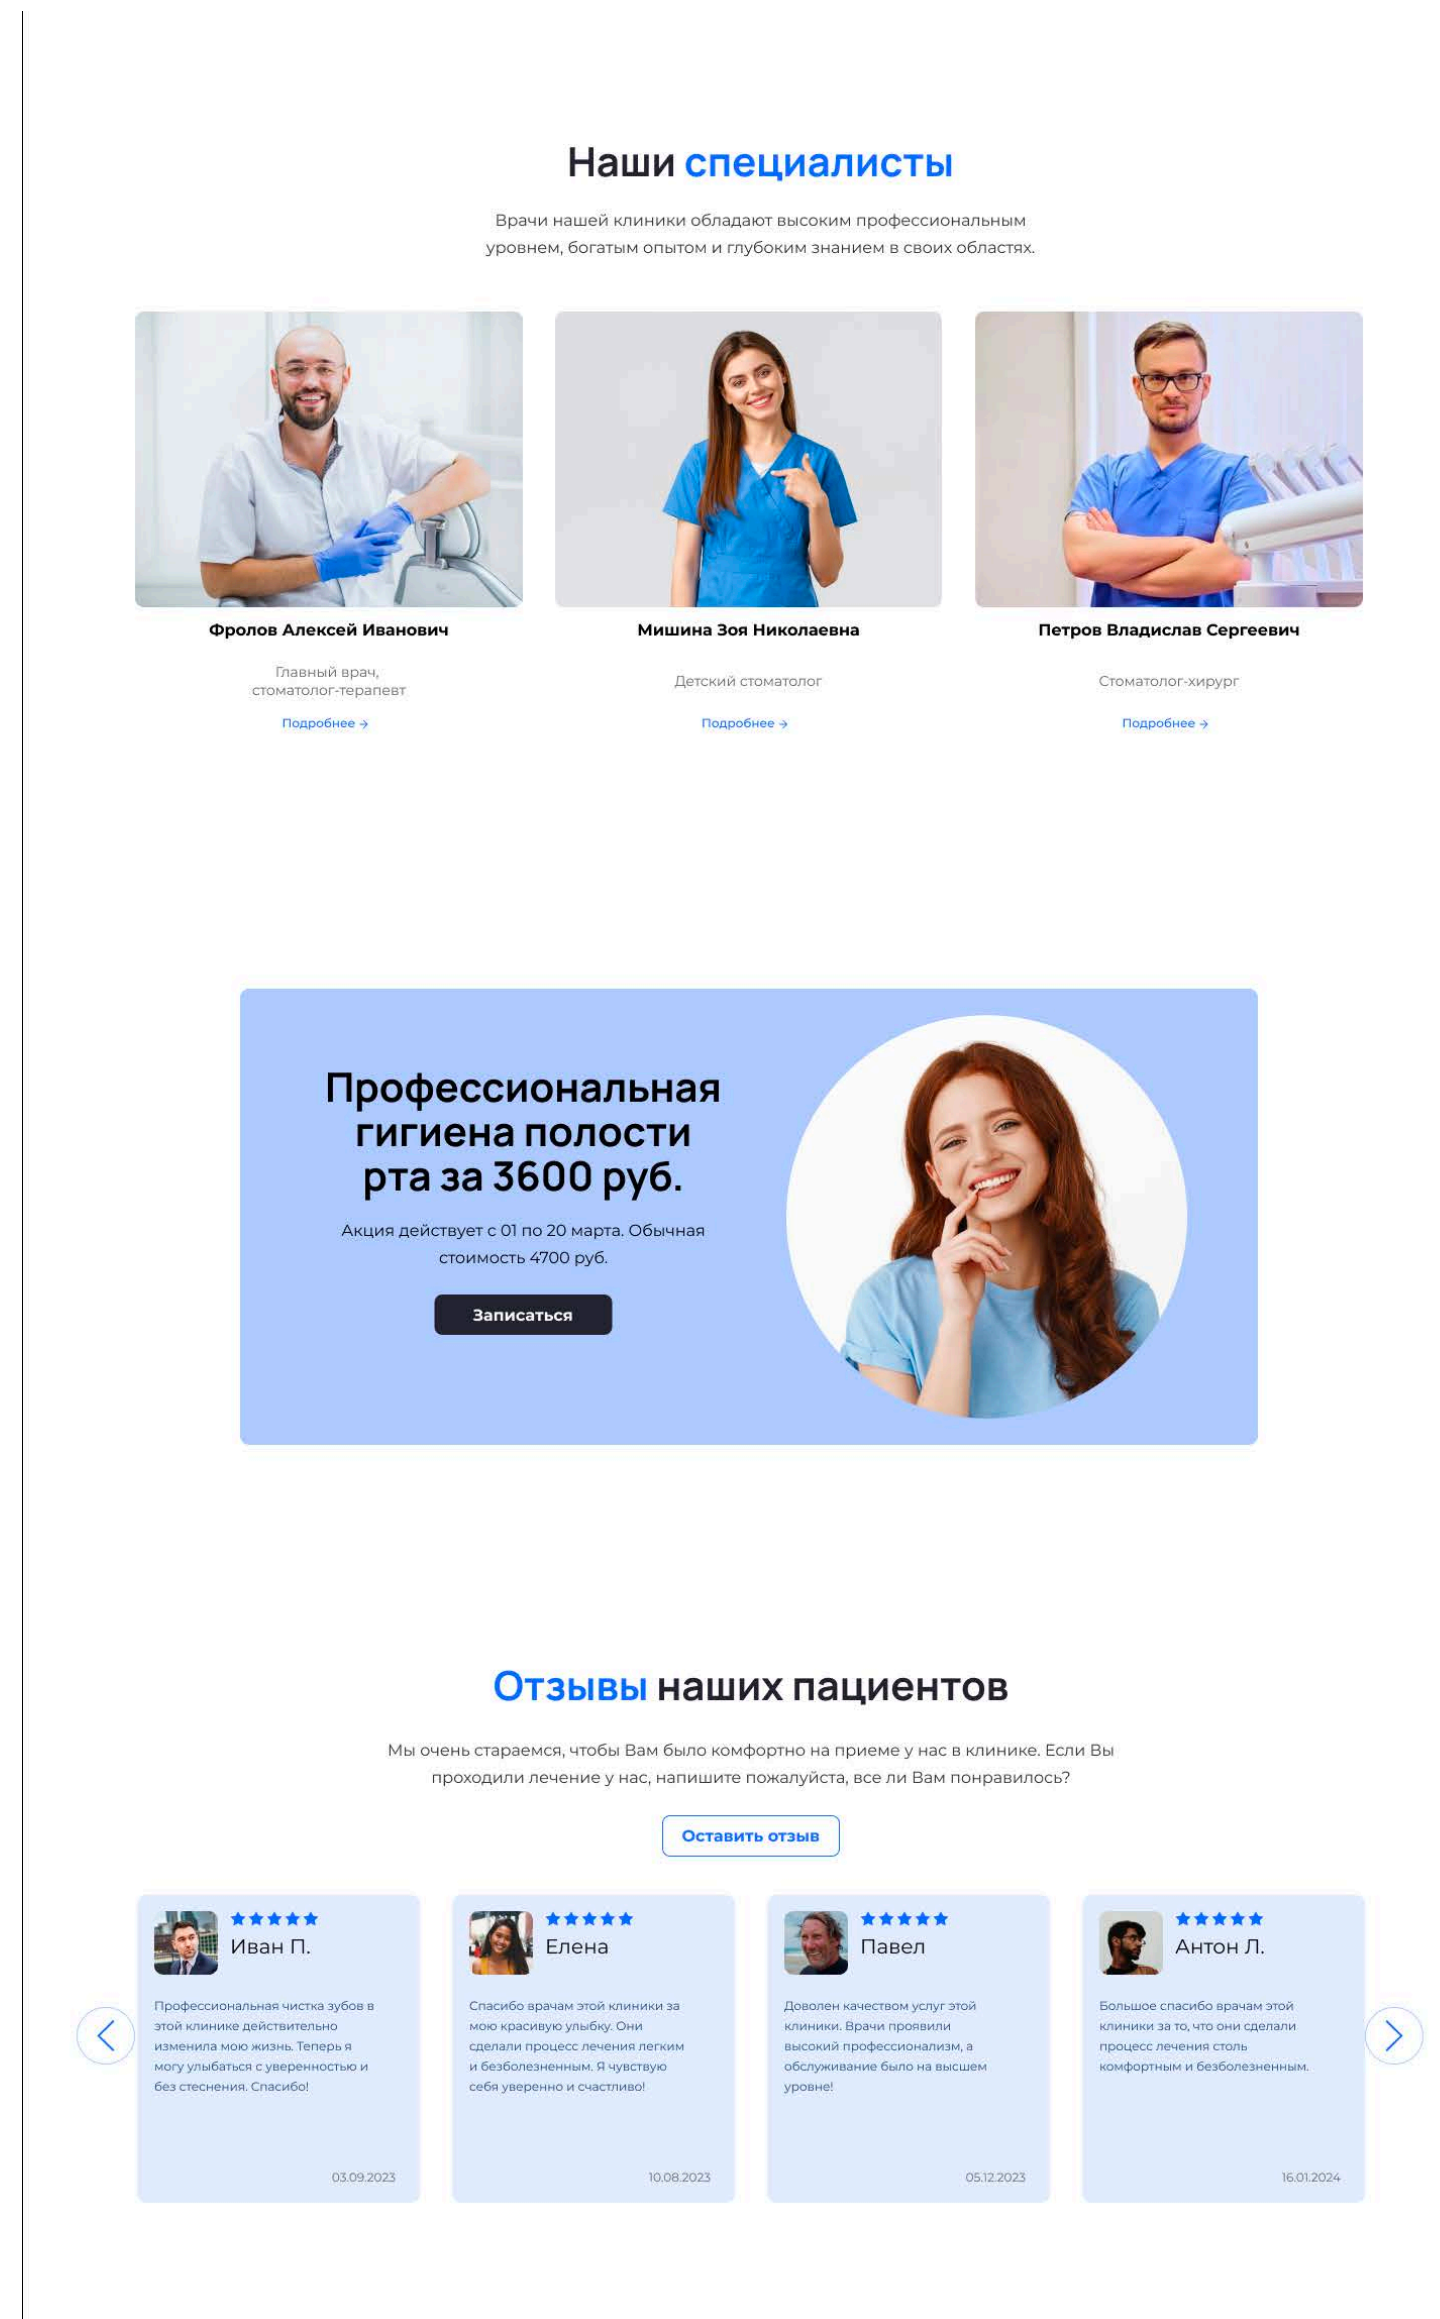 Наши специалисты
Врачи нашей клиники обладают высоким профессиональным
уровнем, богатым опытом и глубоким знанием в своих областях.
Фролов Алексей Иванович
Главный врач,
стоматолог-терапевт
Подробнее →
Мишина Зоя Николаевна
Детский стоматолог
Подробнее →
Петров Владислав Сергеевич
Стоматолог-хирург
Подробнее →
Профессиональная
гигиена полости
рта за 3600 руб.
Акция действует с 01 по 20 марта. Обычная
стоимость 4700 руб.
Записаться
Отзывы наших пациентов
Мы очень стараемся, чтобы Вам было комфортно на приеме у нас в клинике. Если Вы
проходили лечение у нас, напишите пожалуйста, все ли Вам понравилось?
Оставить отзыв
Иван П.
Профессиональная чистка зубов в
этой клинике действительно
изменила мою жизнь. Теперь я
могу улыбаться с уверенностью и
без стеснения. Спасибо!
03.09.2023
Елена
Спасибо врачам этой клиники за
мою красивую улыбку. Они
сделали процесс лечения легким
и безболезненным. Я чувствую
себя уверенно и счастливо!
10.08.2023
Павел
Доволен качеством услуг этой
клиники. Врачи проявили
высокий профессионализм, а
обслуживание было на высшем
уровне!
05.12.2023
Антон Л.
Большое спасибо врачам этой
клиники за то, что они сделали
процесс лечения столь
комфортным и безболезненным.
16.01.2024